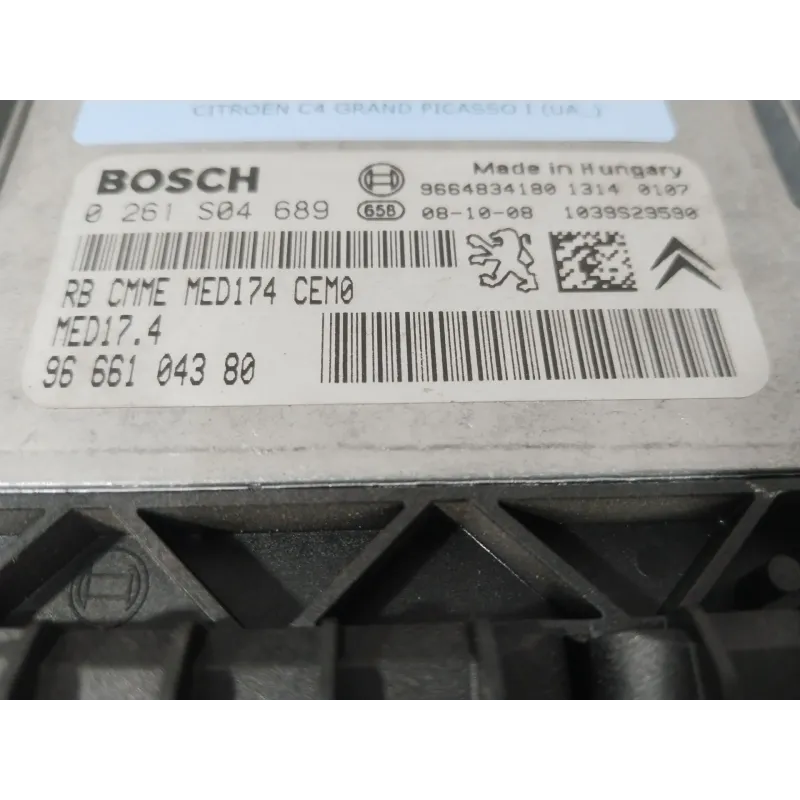 CITROËN C4 GRAND PICASSO I (UA_)
BOSCH
Made in Hungary
9664834180 1314 0107
0 261 S04 689
658 08-10-08 1039S29590
RB CMME MED174 CEM0
MED17.4
96 661 043 80